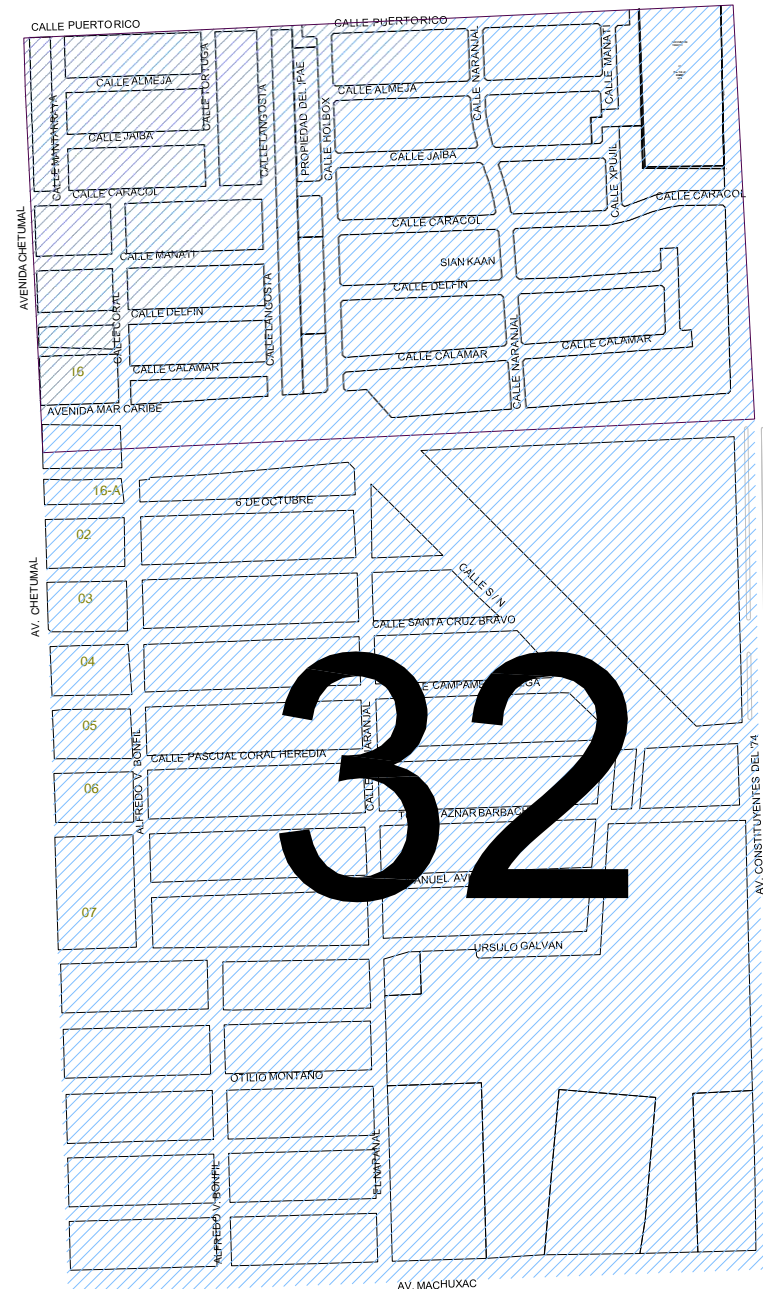 CALLE PUERTO RICO
CALLE PUERTO RICO
CALLE ALMEJA
CALLE TORTUGA
CALLE NARANJAL
CALLE MANATI
CALLE ALMEJA
PROPIEDAD DEL IPAE
CALLE HOLBOX
CALLE LANGOSTA
CALLE MANTARRAYA
CALLE JAIBA
CALLE JAIBA
CALLE XPUJIL
CALLE CARACOL
CALLE CARACOL
CALLE CARACOL
AVENIDA CHETUMAL
CALLE MANATI
SIAN KAAN
CALLE DELFIN
CALLE DELFIN
CALLE CORAL
CALLE LANGOSTA
CALLE NARANJAL
CALLE CALAMAR
CALLE CALAMAR
CALLE CALAMAR
16
AVENIDA MAR CARIBE
16-A
6 DE OCTUBRE
02
AV. CHETUMAL
CALLE S / N
03
CALLE SANTA CRUZ BRAVO
04
32
05
CALLE PASCUAL CORAL HEREDIA
ALFREDO V. BONFIL
06
AV. CONSTITUYENTES DEL '74
07
URSULO GALVAN
OTILIO MONTAÑO
EL NARANAL
ALFREDO V. BONFIL
AV. MACHUXAC